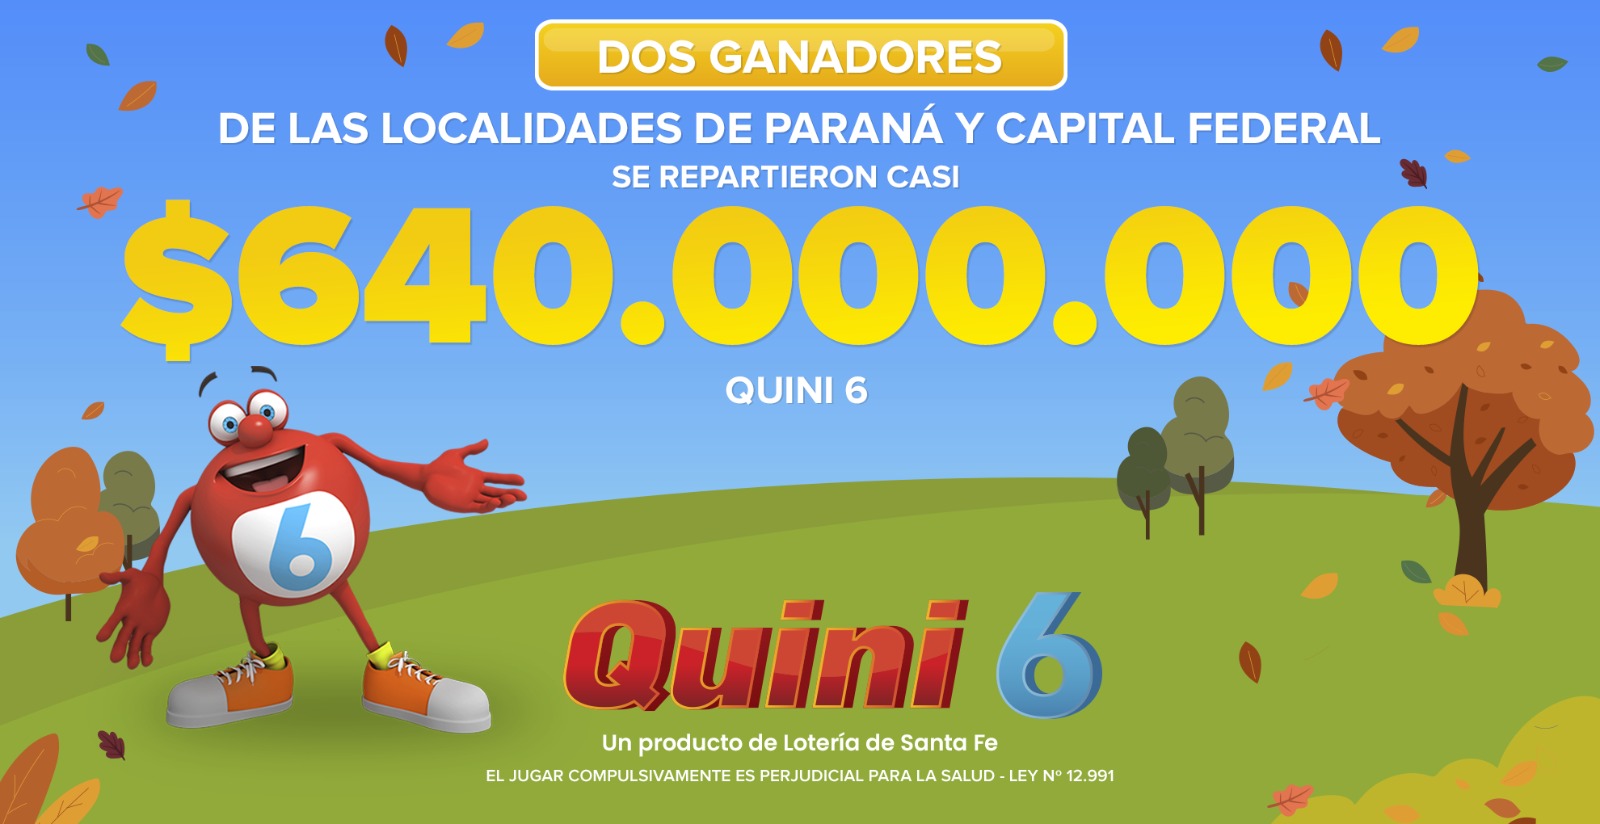 DOS GANADORES
DE LAS LOCALIDADES DE PARANÁ Y CAPITAL FEDERAL
SE REPARTIERON CASI
$640.000.000
QUINI 6
6
Quini 6
Un producto de Lotería de Santa Fe
EL JUGAR COMPULSIVAMENTE ES PERJUDICIAL PARA LA SALUD - LEY Nº 12.991